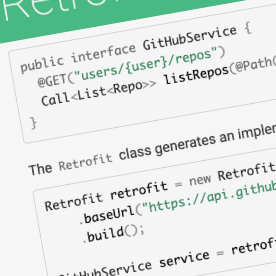 Retrofit
public interface GitHubService {
@GET("users/{user}/repos")
Call<List<Repo>> listRepos(@Path(
}
The Retrofit class generates an implem
Retrofit retrofit = new Retrofit
.baseUrl("https://api.github
.build();
GitHubService service = retrofi